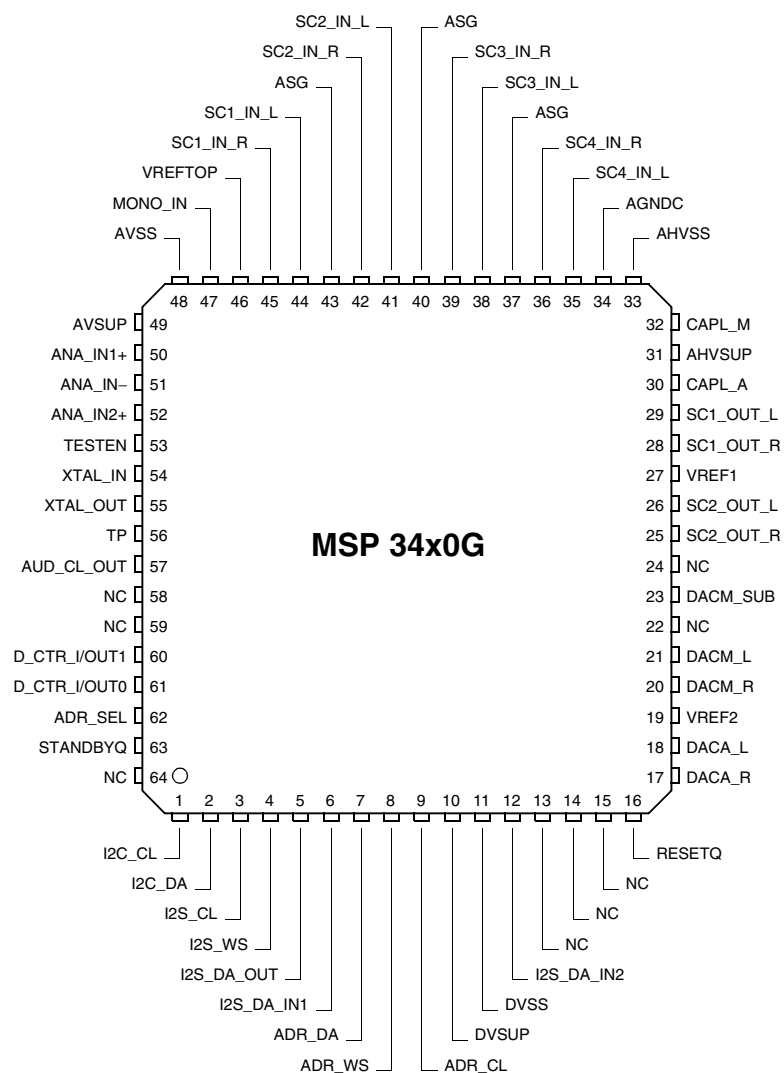 SC2_IN_L ASG
SC2_IN_R SC3_IN_R
ASG SC3_IN_L
SC1_IN_L ASG
SC1_IN_R SC4_IN_R
VREFTOP SC4_IN_L
MONO_IN AGNDC
AVSS AHVSS
48 47 46 45 44 43 42 41 40 39 38 37 36 35 34 33
AVSUP 49 32 CAPL_M
ANA_IN1+ 50 31 AHVSUP
ANA_IN− 51 30 CAPL_A
ANA_IN2+ 52 29 SC1_OUT_L
TESTEN 53 28 SC1_OUT_R
XTAL_IN 54 27 VREF1
XTAL_OUT 55 26 SC2_OUT_L
TP 56 MSP 34x0G 25 SC2_OUT_R
AUD_CL_OUT 57 24 NC
NC 58 23 DACM_SUB
NC 59 22 NC
D_CTR_I/OUT1 60 21 DACM_L
D_CTR_I/OUT0 61 20 DACM_R
ADR_SEL 62 19 VREF2
STANDBYQ 63 18 DACA_L
NC 64 17 DACA_R
1 2 3 4 5 6 7 8 9 10 11 12 13 14 15 16
I2C_CL RESETQ
I2C_DA NC
I2S_CL NC
I2S_WS NC
I2S_DA_OUT I2S_DA_IN2
I2S_DA_IN1 DVSS
ADR_DA DVSUP
ADR_WS ADR_CL